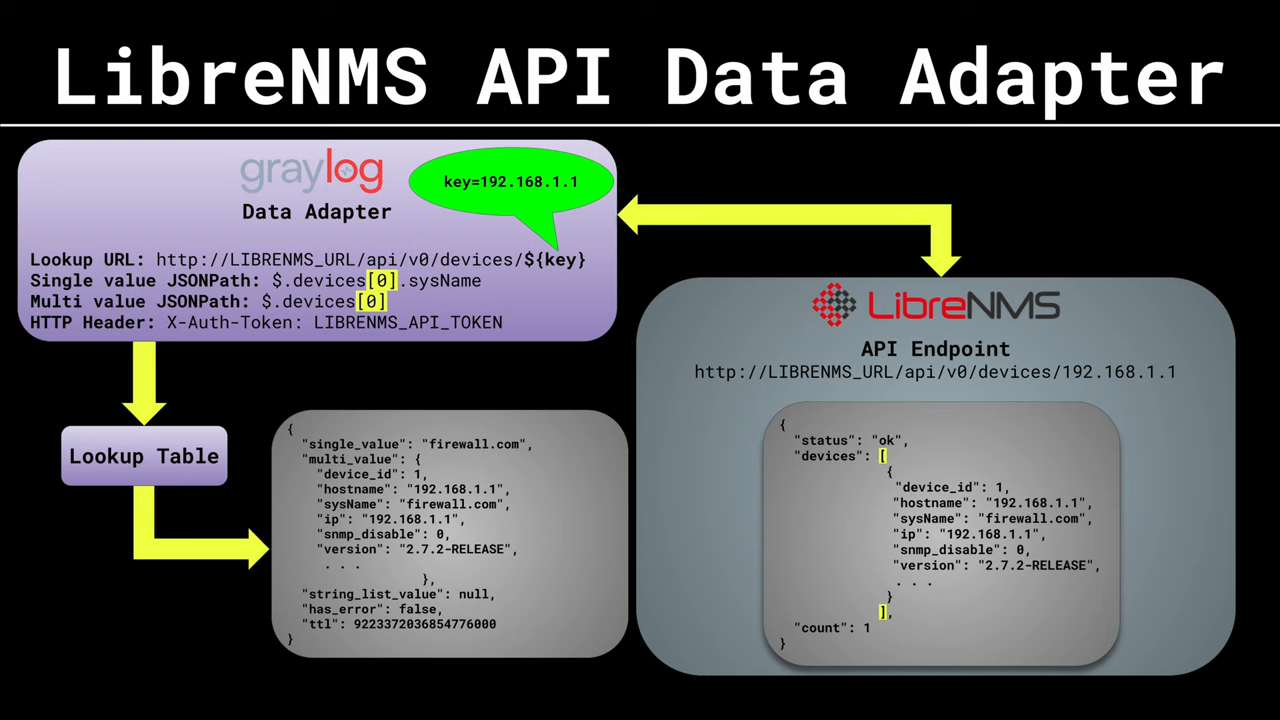 LibreNMS API Data Adapter
graylog
key=192.168.1.1
Data Adapter
Lookup URL: http://LIBRENMS_URL/api/v0/devices/${key}
Single value JSONPath: $.devices[0].sysName
Multi value JSONPath: $.devices[0]
HTTP Header: X-Auth-Token: LIBRENMS_API_TOKEN
Lookup Table
{
"single_value": "firewall.com",
"multi_value": {
"device_id": 1,
"hostname": "192.168.1.1",
"sysName": "firewall.com",
"ip": "192.168.1.1",
"snmp_disable": 0,
"version": "2.7.2-RELEASE",
. . .
},
"string_list_value": null,
"has_error": false,
"ttl": 9223372036854776000
}
LibreNMS
API Endpoint
http://LIBRENMS_URL/api/v0/devices/192.168.1.1
{
"status": "ok",
"devices": [
{
"device_id": 1,
"hostname": "192.168.1.1",
"sysName": "firewall.com",
"ip": "192.168.1.1",
"snmp_disable": 0,
"version": "2.7.2-RELEASE",
. . .
}
],
"count": 1
}